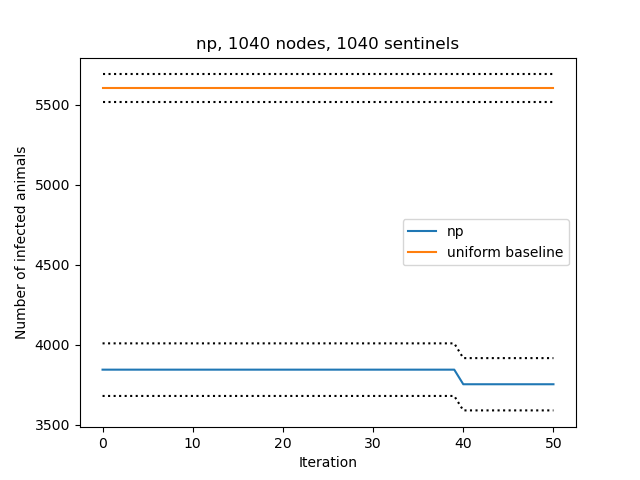 np, 1040 nodes, 1040 sentinels
Number of infected animals
5500
5000
4500
4000
3500
np
uniform baseline
0 10 20 30 40 50
Iteration